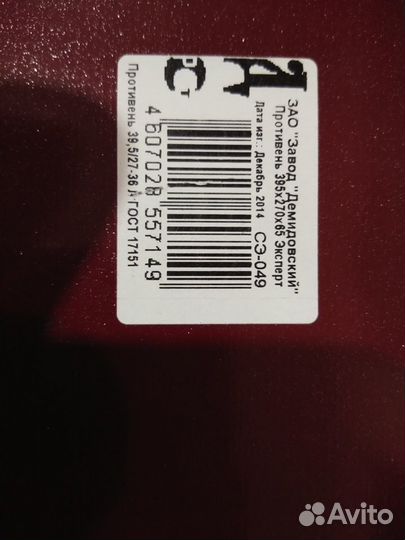 Д
РСТ
ЗАО "Завод "Демидовский"
Противень 395х270х65 Эксперт
Дата изг.: Декабрь 2014 СЭ-049
4 607028 557149
Противень 39,5/27-36 Л ГОСТ 17151
Avito